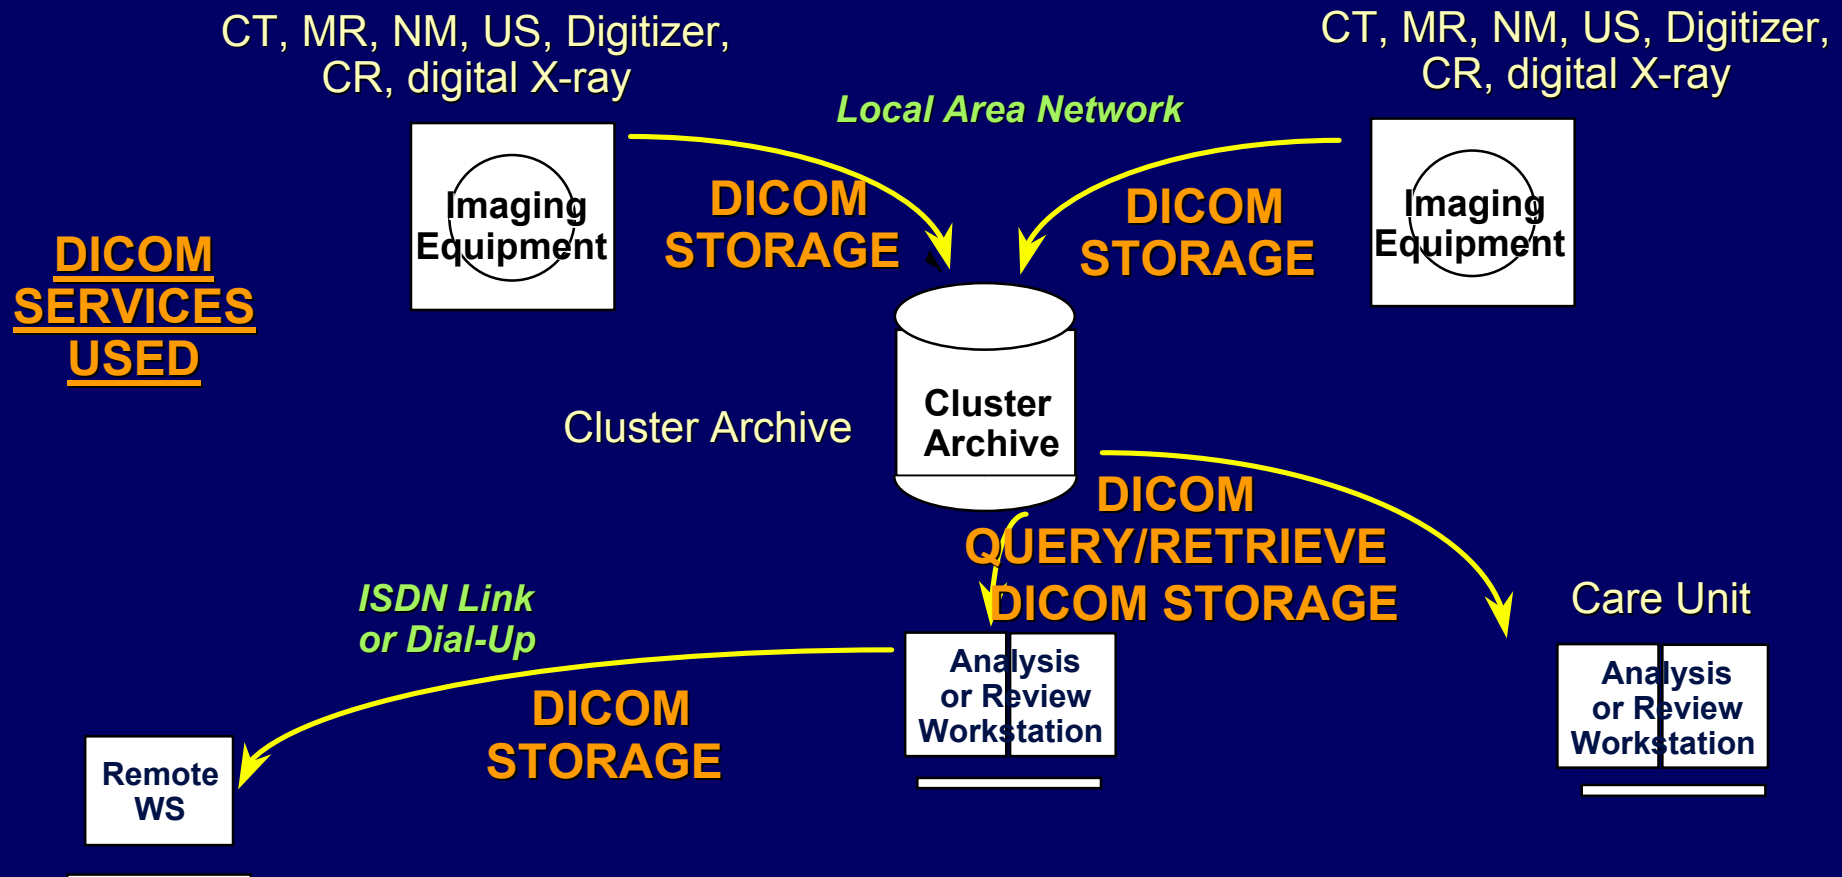 CT, MR, NM, US, Digitizer,
CR, digital X-ray
CT, MR, NM, US, Digitizer,
CR, digital X-ray
Local Area Network
Imaging
Equipment
DICOM
STORAGE
DICOM
STORAGE
Imaging
Equipment
DICOM
SERVICES
USED
Cluster Archive
Cluster
Archive
DICOM
QUERY/RETRIEVE
DICOM STORAGE
ISDN Link
or Dial-Up
Care Unit
DICOM
STORAGE
Analysis
or Review
Workstation
Analysis
or Review
Workstation
Remote
WS